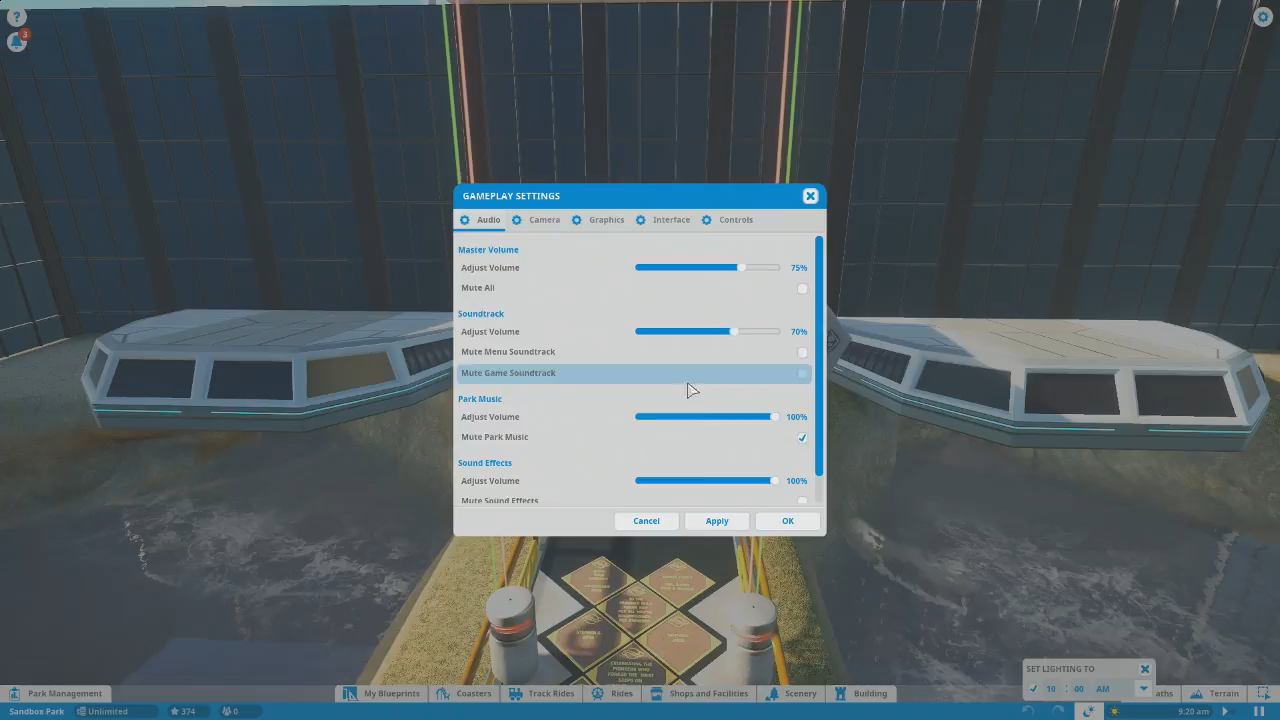 ?
3
GAMEPLAY SETTINGS
Audio Camera Graphics Interface Controls
Master Volume
Adjust Volume 75%
Mute All
Soundtrack
Adjust Volume 70%
Mute Menu Soundtrack
Mute Game Soundtrack
Park Music
Adjust Volume 100%
Mute Park Music
Sound Effects
Adjust Volume 100%
Mute Sound Effects
Cancel Apply OK
CELEBRATING THE
SET LIGHTING TO
10 : 00 AM
Park Management My Blueprints Coasters Track Rides Rides Shops and Facilities Scenery Building Terrain
Sandbox Park Unlimited 374 0 9:20 am